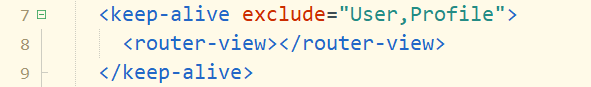 7 <keep-alive exclude="User,Profile">
8 <router-view></router-view>
9 </keep-alive>